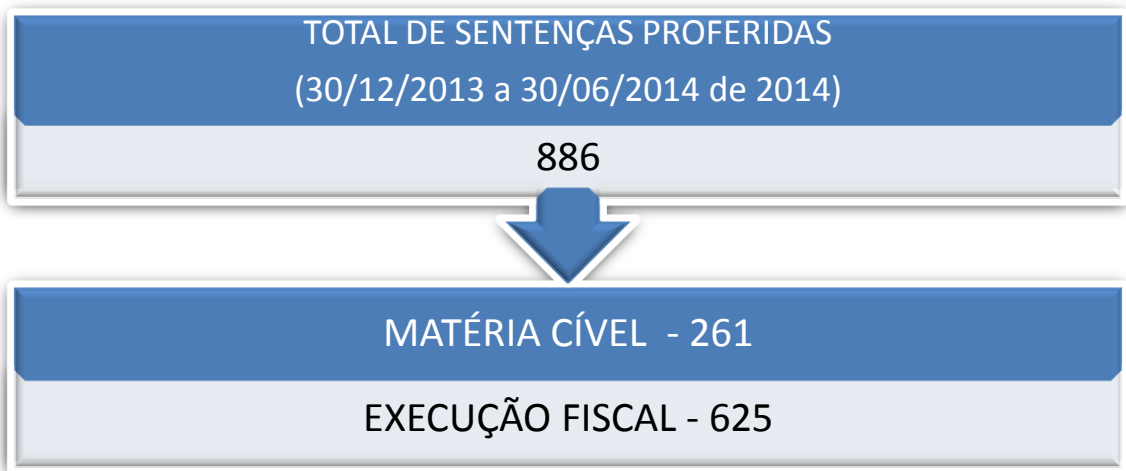 TOTAL DE SENTENÇAS PROFERIDAS
(30/12/2013 a 30/06/2014 de 2014)
886
MATÉRIA CÍVEL - 261
EXECUÇÃO FISCAL - 625